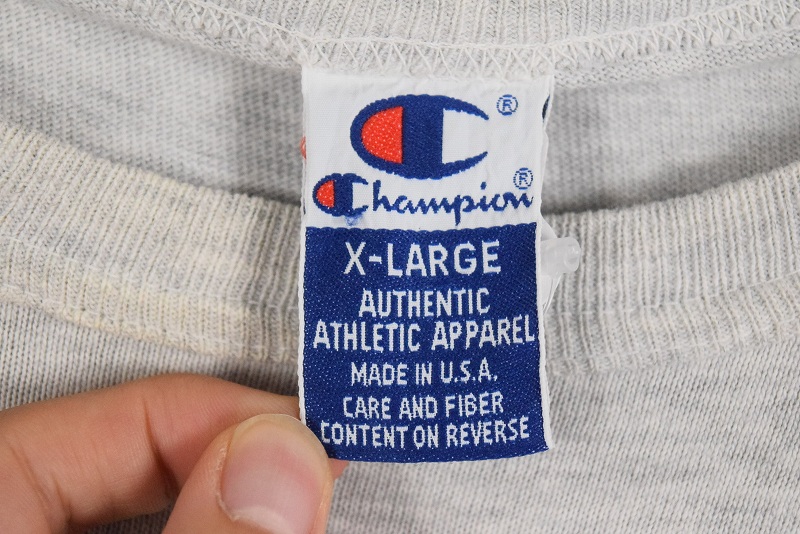 ®
Champion®
X-LARGE
AUTHENTIC
ATHLETIC APPAREL
MADE IN U.S.A.
CARE AND FIBER
CONTENT ON REVERSE